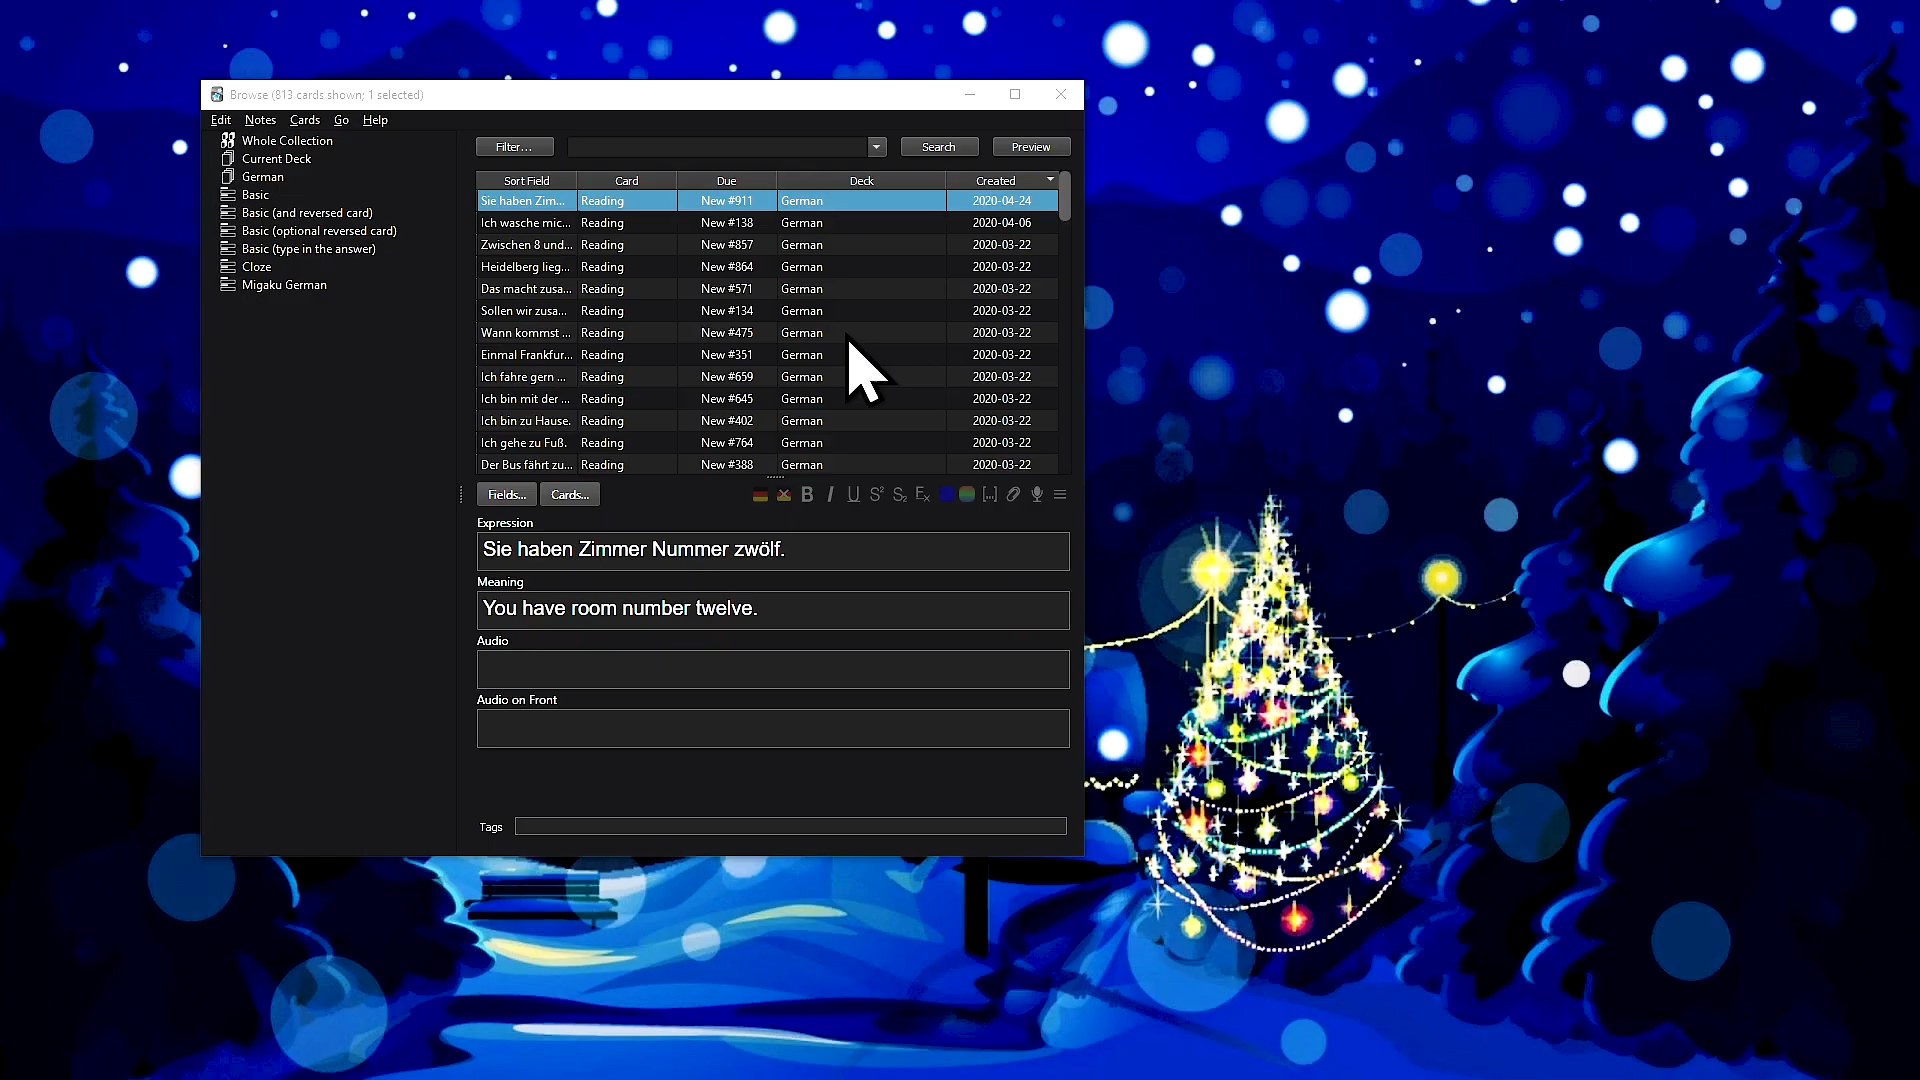 Browse (813 cards shown; 1 selected)
Edit Notes Cards Go Help
Whole Collection
Current Deck
German
Basic
Basic (and reversed card)
Basic (optional reversed card)
Basic (type in the answer)
Cloze
Migaku German
Filter... Search Preview
Sort Field Card Due Deck Created
Sie haben Zim... Reading New #911 German 2020-04-24
Ich wasche mic... Reading New #138 German 2020-04-06
Zwischen 8 und... Reading New #857 German 2020-03-22
Heidelberg lieg... Reading New #864 German 2020-03-22
Das macht zusa... Reading New #571 German 2020-03-22
Sollen wir zusa... Reading New #134 German 2020-03-22
Wann kommst ... Reading New #475 German 2020-03-22
Einmal Frankfur... Reading New #351 German 2020-03-22
Ich fahre gern ... Reading New #659 German 2020-03-22
Ich bin mit der ... Reading New #645 German 2020-03-22
Ich bin zu Hause. Reading New #402 German 2020-03-22
Ich gehe zu Fuß. Reading New #764 German 2020-03-22
Der Bus fährt zu... Reading New #388 German 2020-03-22
Fields... Cards... B I U S² S₂ Eₓ [...]
Expression
Sie haben Zimmer Nummer zwölf.
Meaning
You have room number twelve.
Audio
Audio on Front
Tags